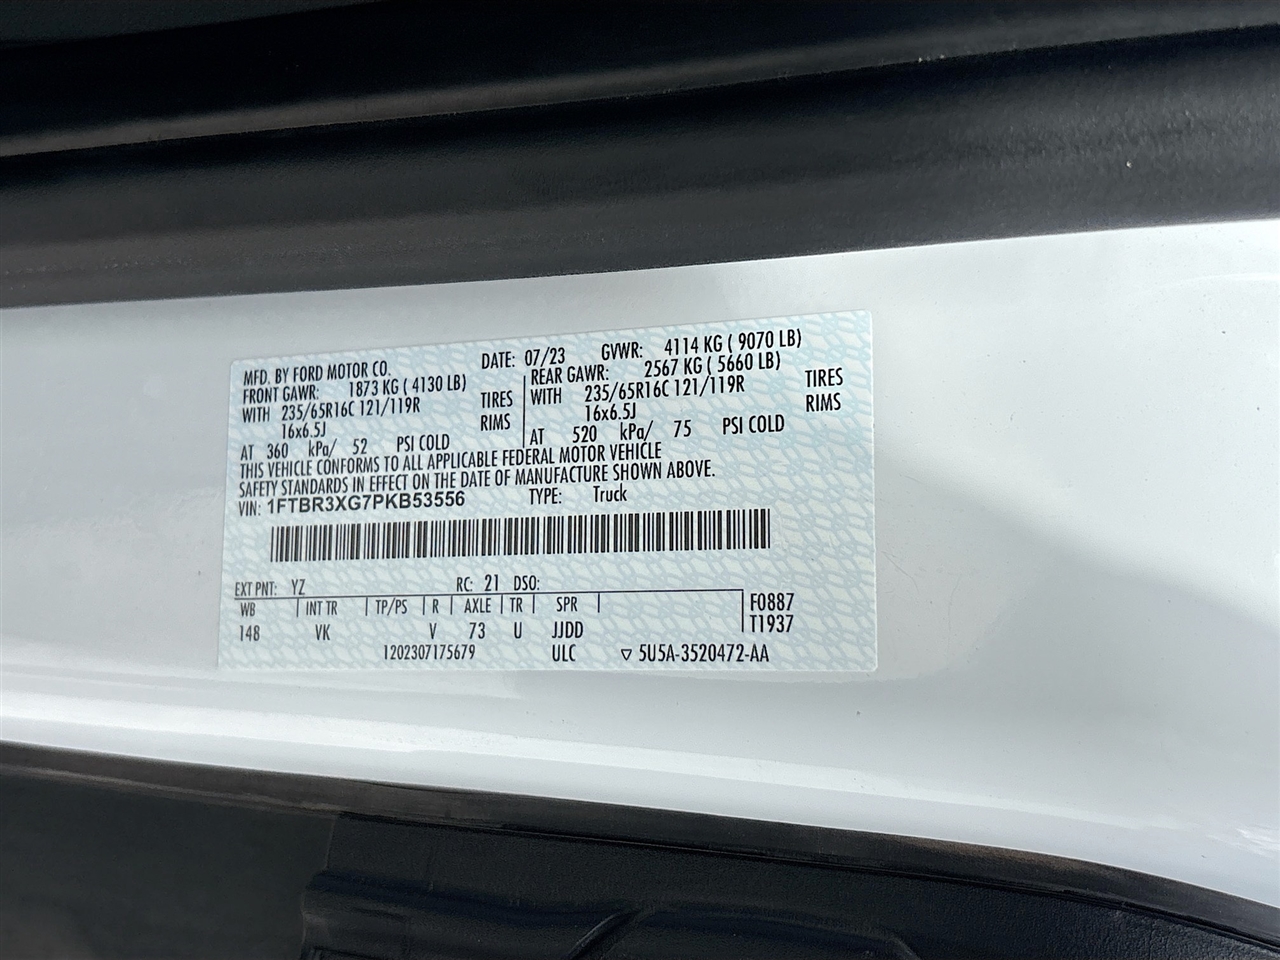 MFD. BY FORD MOTOR CO. DATE: 07/23 GVWR: 4114 KG ( 9070 LB)
FRONT GAWR: 1873 KG ( 4130 LB) REAR GAWR: 2567 KG ( 5660 LB)
WITH 235/65R16C 121/119R TIRES WITH 235/65R16C 121/119R TIRES
16x6.5J RIMS 16x6.5J RIMS
AT 360 kPa/ 52 PSI COLD AT 520 kPa/ 75 PSI COLD
THIS VEHICLE CONFORMS TO ALL APPLICABLE FEDERAL MOTOR VEHICLE
SAFETY STANDARDS IN EFFECT ON THE DATE OF MANUFACTURE SHOWN ABOVE.
VIN: 1FTBR3XG7PKB53556 TYPE: Truck
EXT PNT: YZ RC: 21 DSO:
WB INT TR TP/PS R AXLE TR SPR F0887
148 VK V 73 U JJDD T1937
1202307175679 ULC ▽ 5U5A-3520472-AA